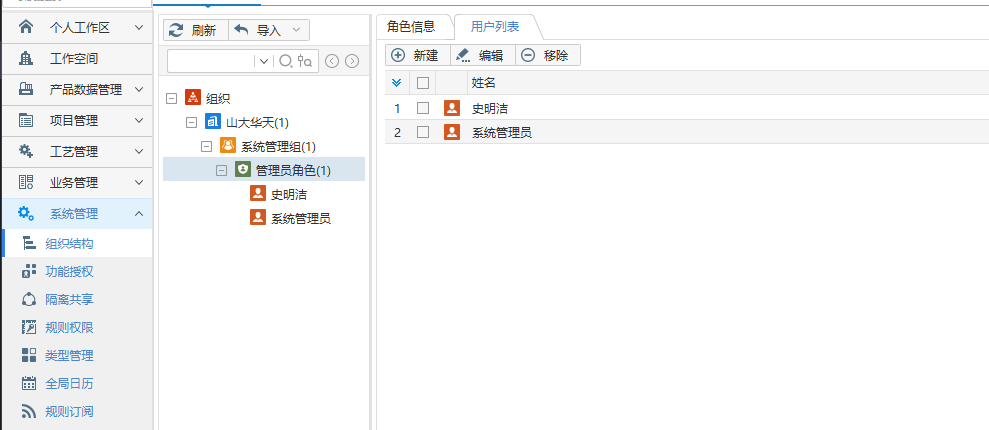 个人工作区
工作空间
产品数据管理
项目管理
工艺管理
业务管理
系统管理
组织结构
功能授权
隔离共享
规则权限
类型管理
全局日历
规则订阅
刷新 导入
组织
山大华天(1)
系统管理组(1)
管理员角色(1)
史明洁
系统管理员
角色信息 用户列表
新建 编辑 移除
姓名
1 史明洁
2 系统管理员